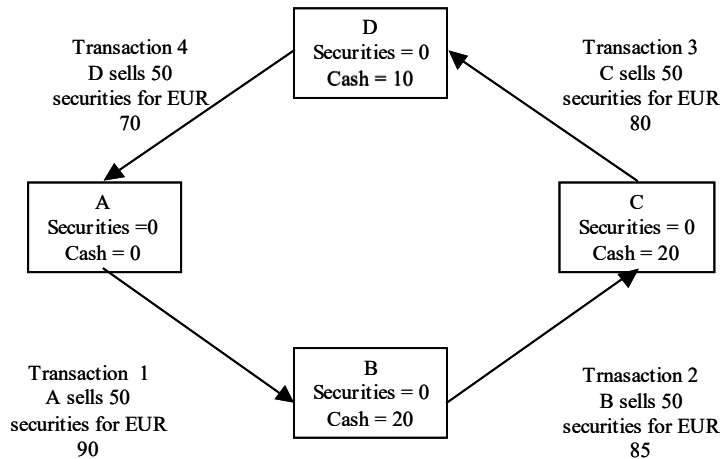 D
Securities = 0
Cash = 10
Transaction 4
D sells 50
securities for EUR
70
Transaction 3
C sells 50
securities for EUR
80
A
Securities =0
Cash = 0
C
Securities = 0
Cash = 20
B
Securities = 0
Cash = 20
Transaction 1
A sells 50
securities for EUR
90
Trnasaction 2
B sells 50
securities for EUR
85